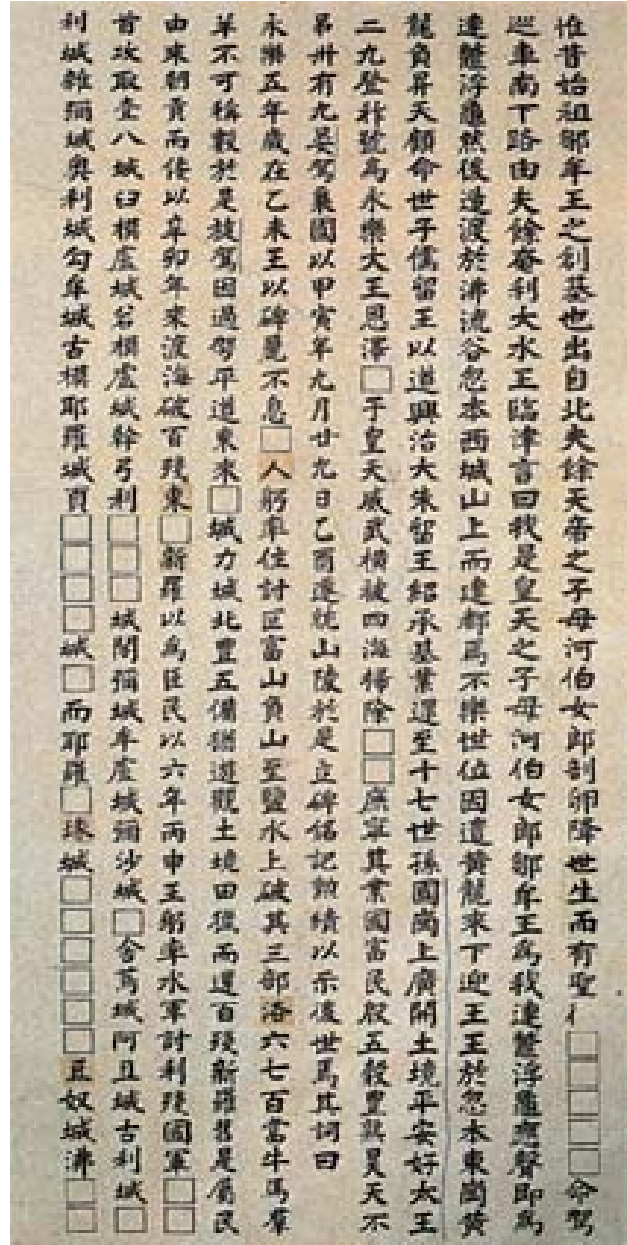 惟昔始祖鄒牟王之創基也出自北夫餘天帝之子母河伯女郎剖卵降世生而有聖亻□□□□□命駕
巡車南下路由夫餘奄利大水王臨津言曰我是皇天之子母河伯女郎鄒牟王爲我連鼈浮龜應聲即爲
連鼈浮龜然後造渡於沸流谷忽本西城山上而建都焉不樂世位因遣黃龍來下迎王王於忽本東崗黃
龍負昇天顧命世子儒留王以道興治大朱留王紹承基業遝至十七世孫國崗上廣開土境平安好太王
二九登祚號爲永樂太王恩澤□于皇天威武橫被四海掃除□□庶寧其業國富民殷五穀豊熟昊天不
弔卅有九晏駕棄國以甲寅年九月廿九日乙酉遷就山陵於是立碑銘記勳績以示後世焉其詞曰
永樂五年歲在乙未王以碑麗不息□人躬率住討叵富山負山至鹽水上破其三部洛六七百當牛馬羣
羊不可稱數於是旋駕因過平道東來□城力城北豊五備猶遊觀土境田獵而還百殘新羅舊是屬民
由來朝貢而倭以辛卯年來渡海破百殘東□新羅以爲臣民以六年丙申王躬率水軍討利殘國軍□□
首攻取壹八城臼模盧城各模盧城幹弓利□□□城閣彌城牟盧城彌沙城□舍蔦城阿旦城古利城□
利城雜彌城奧利城勾牟城古模耶羅城頁□□□□城□而耶羅□瑑城□□□□□□豆奴城沸□□